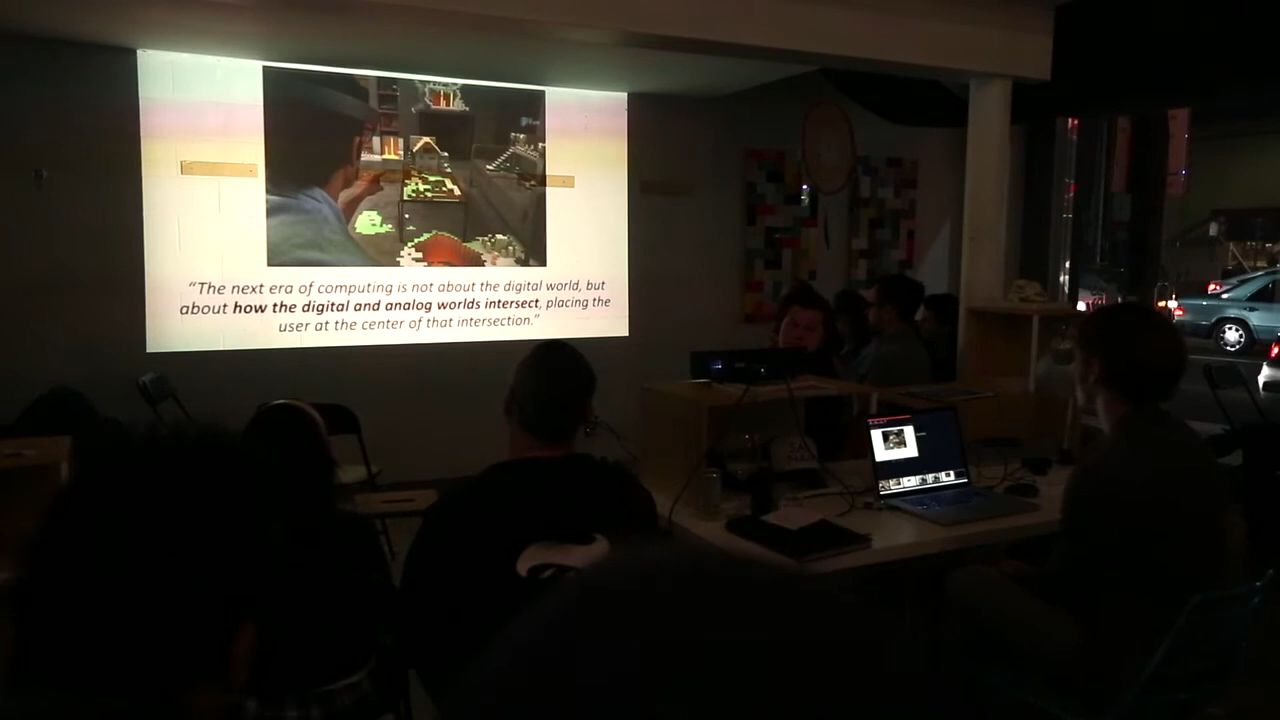 “The next era of computing is not about the digital world, but
about how the digital and analog worlds intersect, placing the
user at the center of that intersection.”